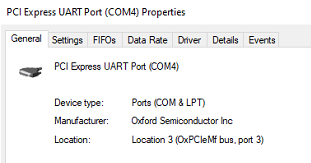 PCI Express UART Port (COM4) Properties
General Settings FIFOs Data Rate Driver Details Events
PCI Express UART Port (COM4)
Device type: Ports (COM & LPT)
Manufacturer: Oxford Semiconductor Inc
Location: Location 3 (OxPCIeMf bus, port 3)